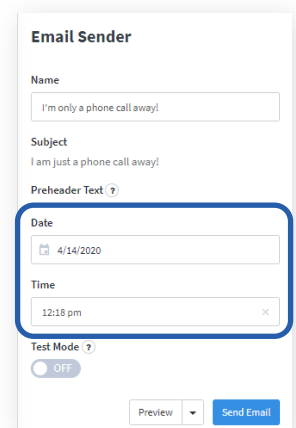 Email Sender
Name
I'm only a phone call away!
Subject
I am just a phone call away!
Preheader Text ?
Date
4/14/2020
Time
12:18 pm ×
Test Mode ?
OFF
Preview Send Email